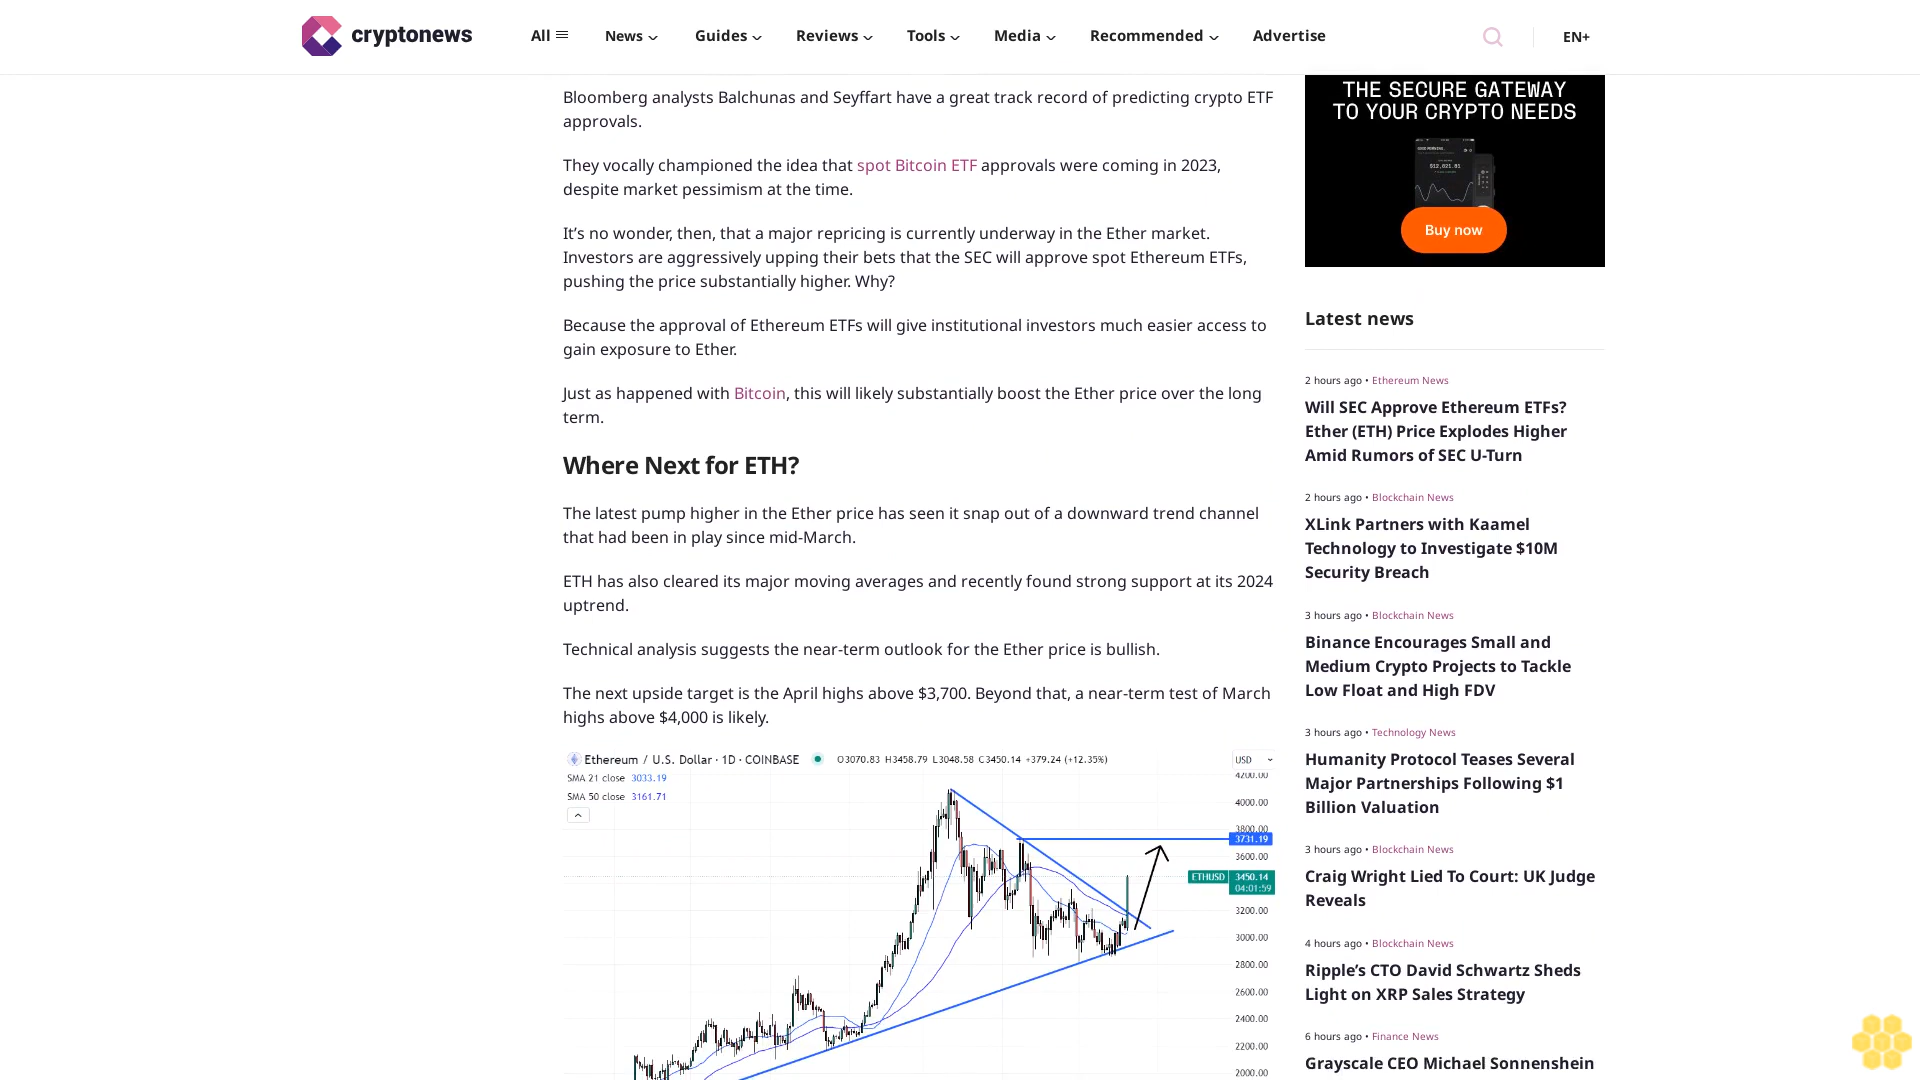 cryptonews
All
News
Guides
Reviews
Tools
Media
Recommended
Advertise
EN+
Bloomberg analysts Balchunas and Seyffart have a great track record of predicting crypto ETF
approvals.
They vocally championed the idea that spot Bitcoin ETF approvals were coming in 2023,
despite market pessimism at the time.
It’s no wonder, then, that a major repricing is currently underway in the Ether market.
Investors are aggressively upping their bets that the SEC will approve spot Ethereum ETFs,
pushing the price substantially higher. Why?
Because the approval of Ethereum ETFs will give institutional investors much easier access to
gain exposure to Ether.
Just as happened with Bitcoin, this will likely substantially boost the Ether price over the long
term.
Where Next for ETH?
The latest pump higher in the Ether price has seen it snap out of a downward trend channel
that had been in play since mid-March.
ETH has also cleared its major moving averages and recently found strong support at its 2024
uptrend.
Technical analysis suggests the near-term outlook for the Ether price is bullish.
The next upside target is the April highs above $3,700. Beyond that, a near-term test of March
highs above $4,000 is likely.
Ethereum / U.S. Dollar · 1D · COINBASE O3070.83 H3458.79 L3048.58 C3450.14 +379.24 (+12.35%)
USD
SMA 21 close 3033.19
SMA 50 close 3161.71
4200.00
4000.00
3800.00
3731.19
3600.00
ETHUSD 3450.14
04:01:59
3200.00
3000.00
2800.00
2600.00
2400.00
2200.00
2000.00
THE SECURE GATEWAY
TO YOUR CRYPTO NEEDS
$12,021.81
Buy now
Latest news
2 hours ago • Ethereum News
Will SEC Approve Ethereum ETFs?
Ether (ETH) Price Explodes Higher
Amid Rumors of SEC U-Turn
2 hours ago • Blockchain News
XLink Partners with Kaamel
Technology to Investigate $10M
Security Breach
3 hours ago • Blockchain News
Binance Encourages Small and
Medium Crypto Projects to Tackle
Low Float and High FDV
3 hours ago • Technology News
Humanity Protocol Teases Several
Major Partnerships Following $1
Billion Valuation
3 hours ago • Blockchain News
Craig Wright Lied To Court: UK Judge
Reveals
4 hours ago • Blockchain News
Ripple’s CTO David Schwartz Sheds
Light on XRP Sales Strategy
6 hours ago • Finance News
Grayscale CEO Michael Sonnenshein